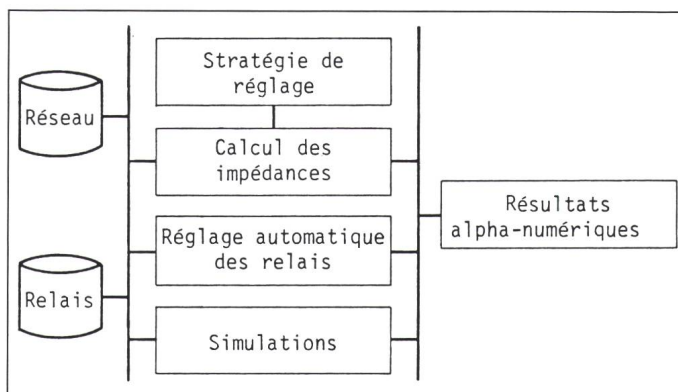 Stratégie de
réglage
Réseau
Calcul des
impédances
Résultats
alpha-numériques
Réglage automatique
des relais
Relais
Simulations